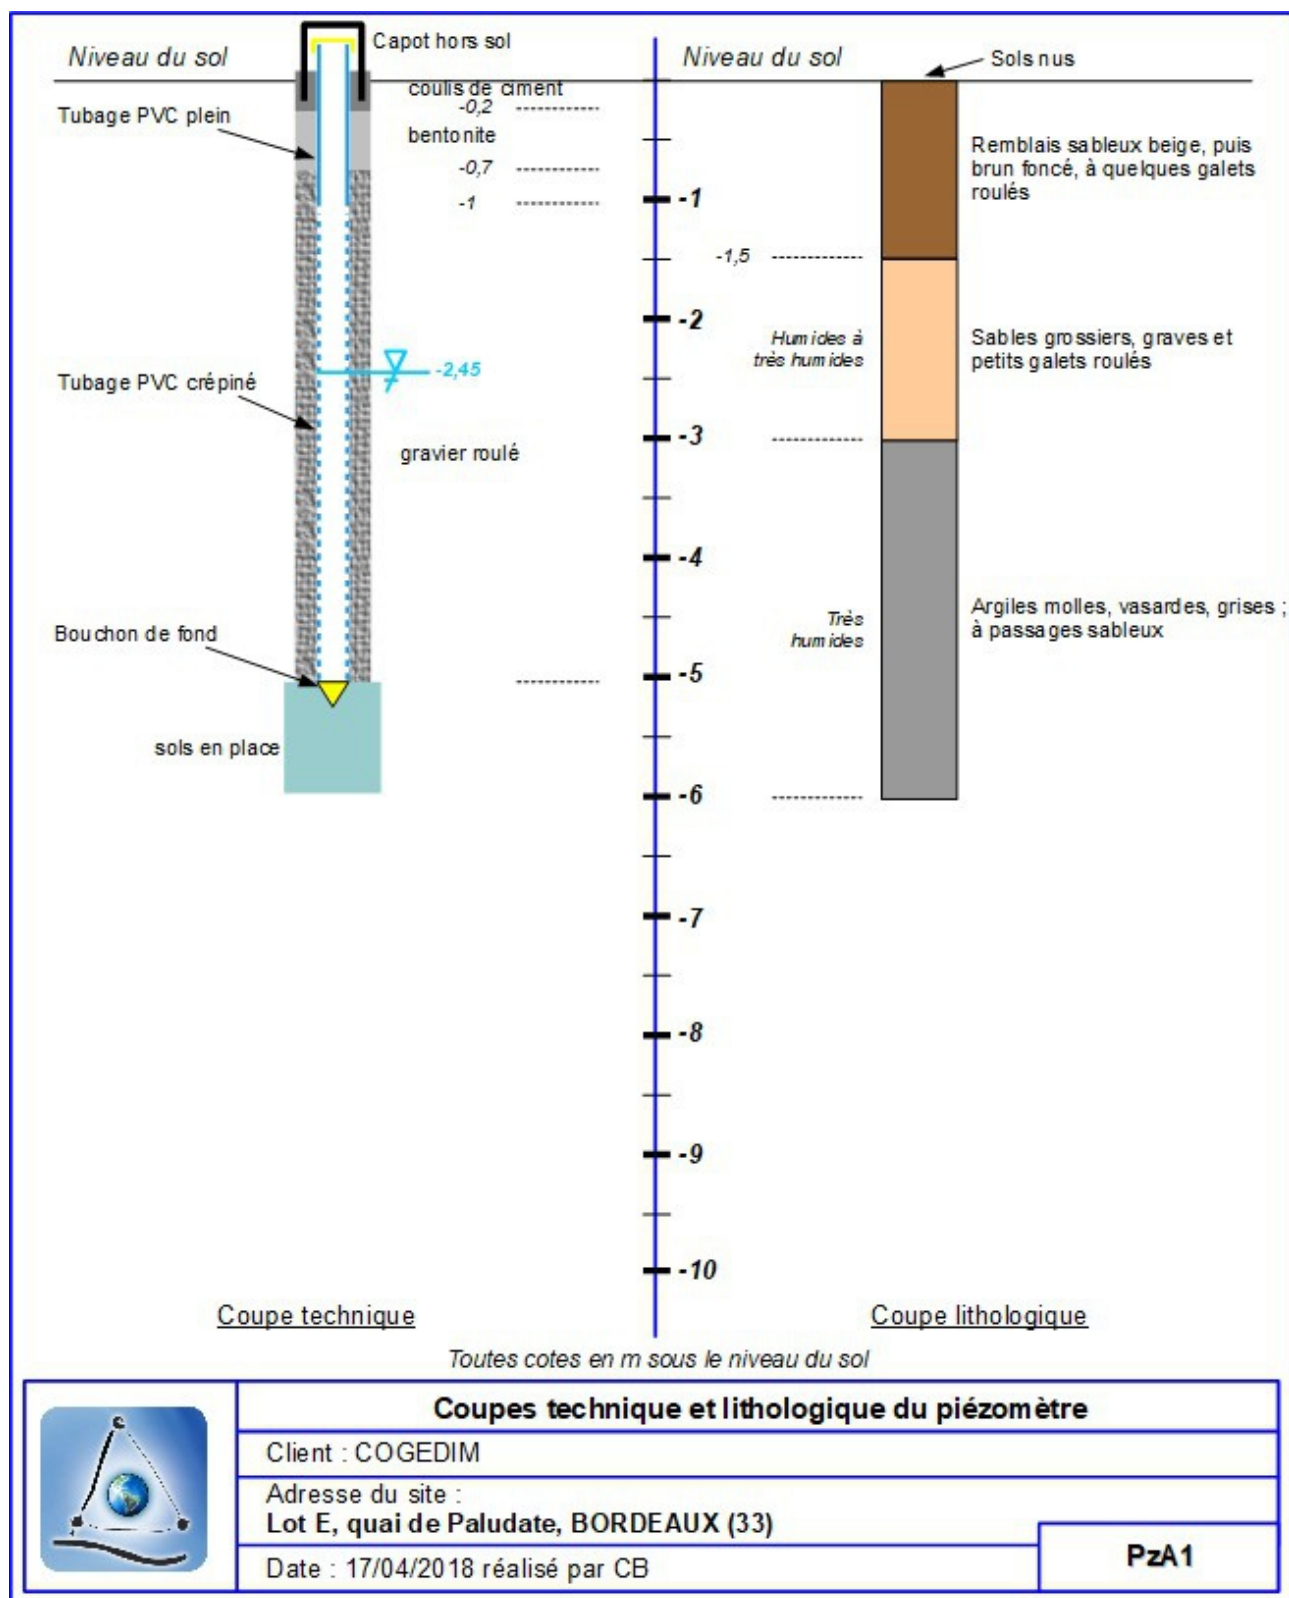 Niveau du sol
Capot hors sol
coulis de ciment
-0,2
Tubage PVC plein
bentonite
-0,7
-1
-2,45
Tubage PVC crépiné
gravier roulé
Bouchon de fond
sols en place
Niveau du sol
Sols nus
-1
-2
-3
-4
-5
-6
-7
-8
-9
-10
Remblais sableux beige, puis
brun foncé, à quelques galets
roulés
-1,5
Humides à
très humides
Sables grossiers, graves et
petits galets roulés
Très
humides
Argiles molles, vasardes, grises ;
à passages sableux
Coupe technique
Coupe lithologique
Toutes cotes en m sous le niveau du sol
Coupes technique et lithologique du piézomètre
Client : COGEDIM
Adresse du site :
Lot E, quai de Paludate, BORDEAUX (33)
Date : 17/04/2018 réalisé par CB
PzA1